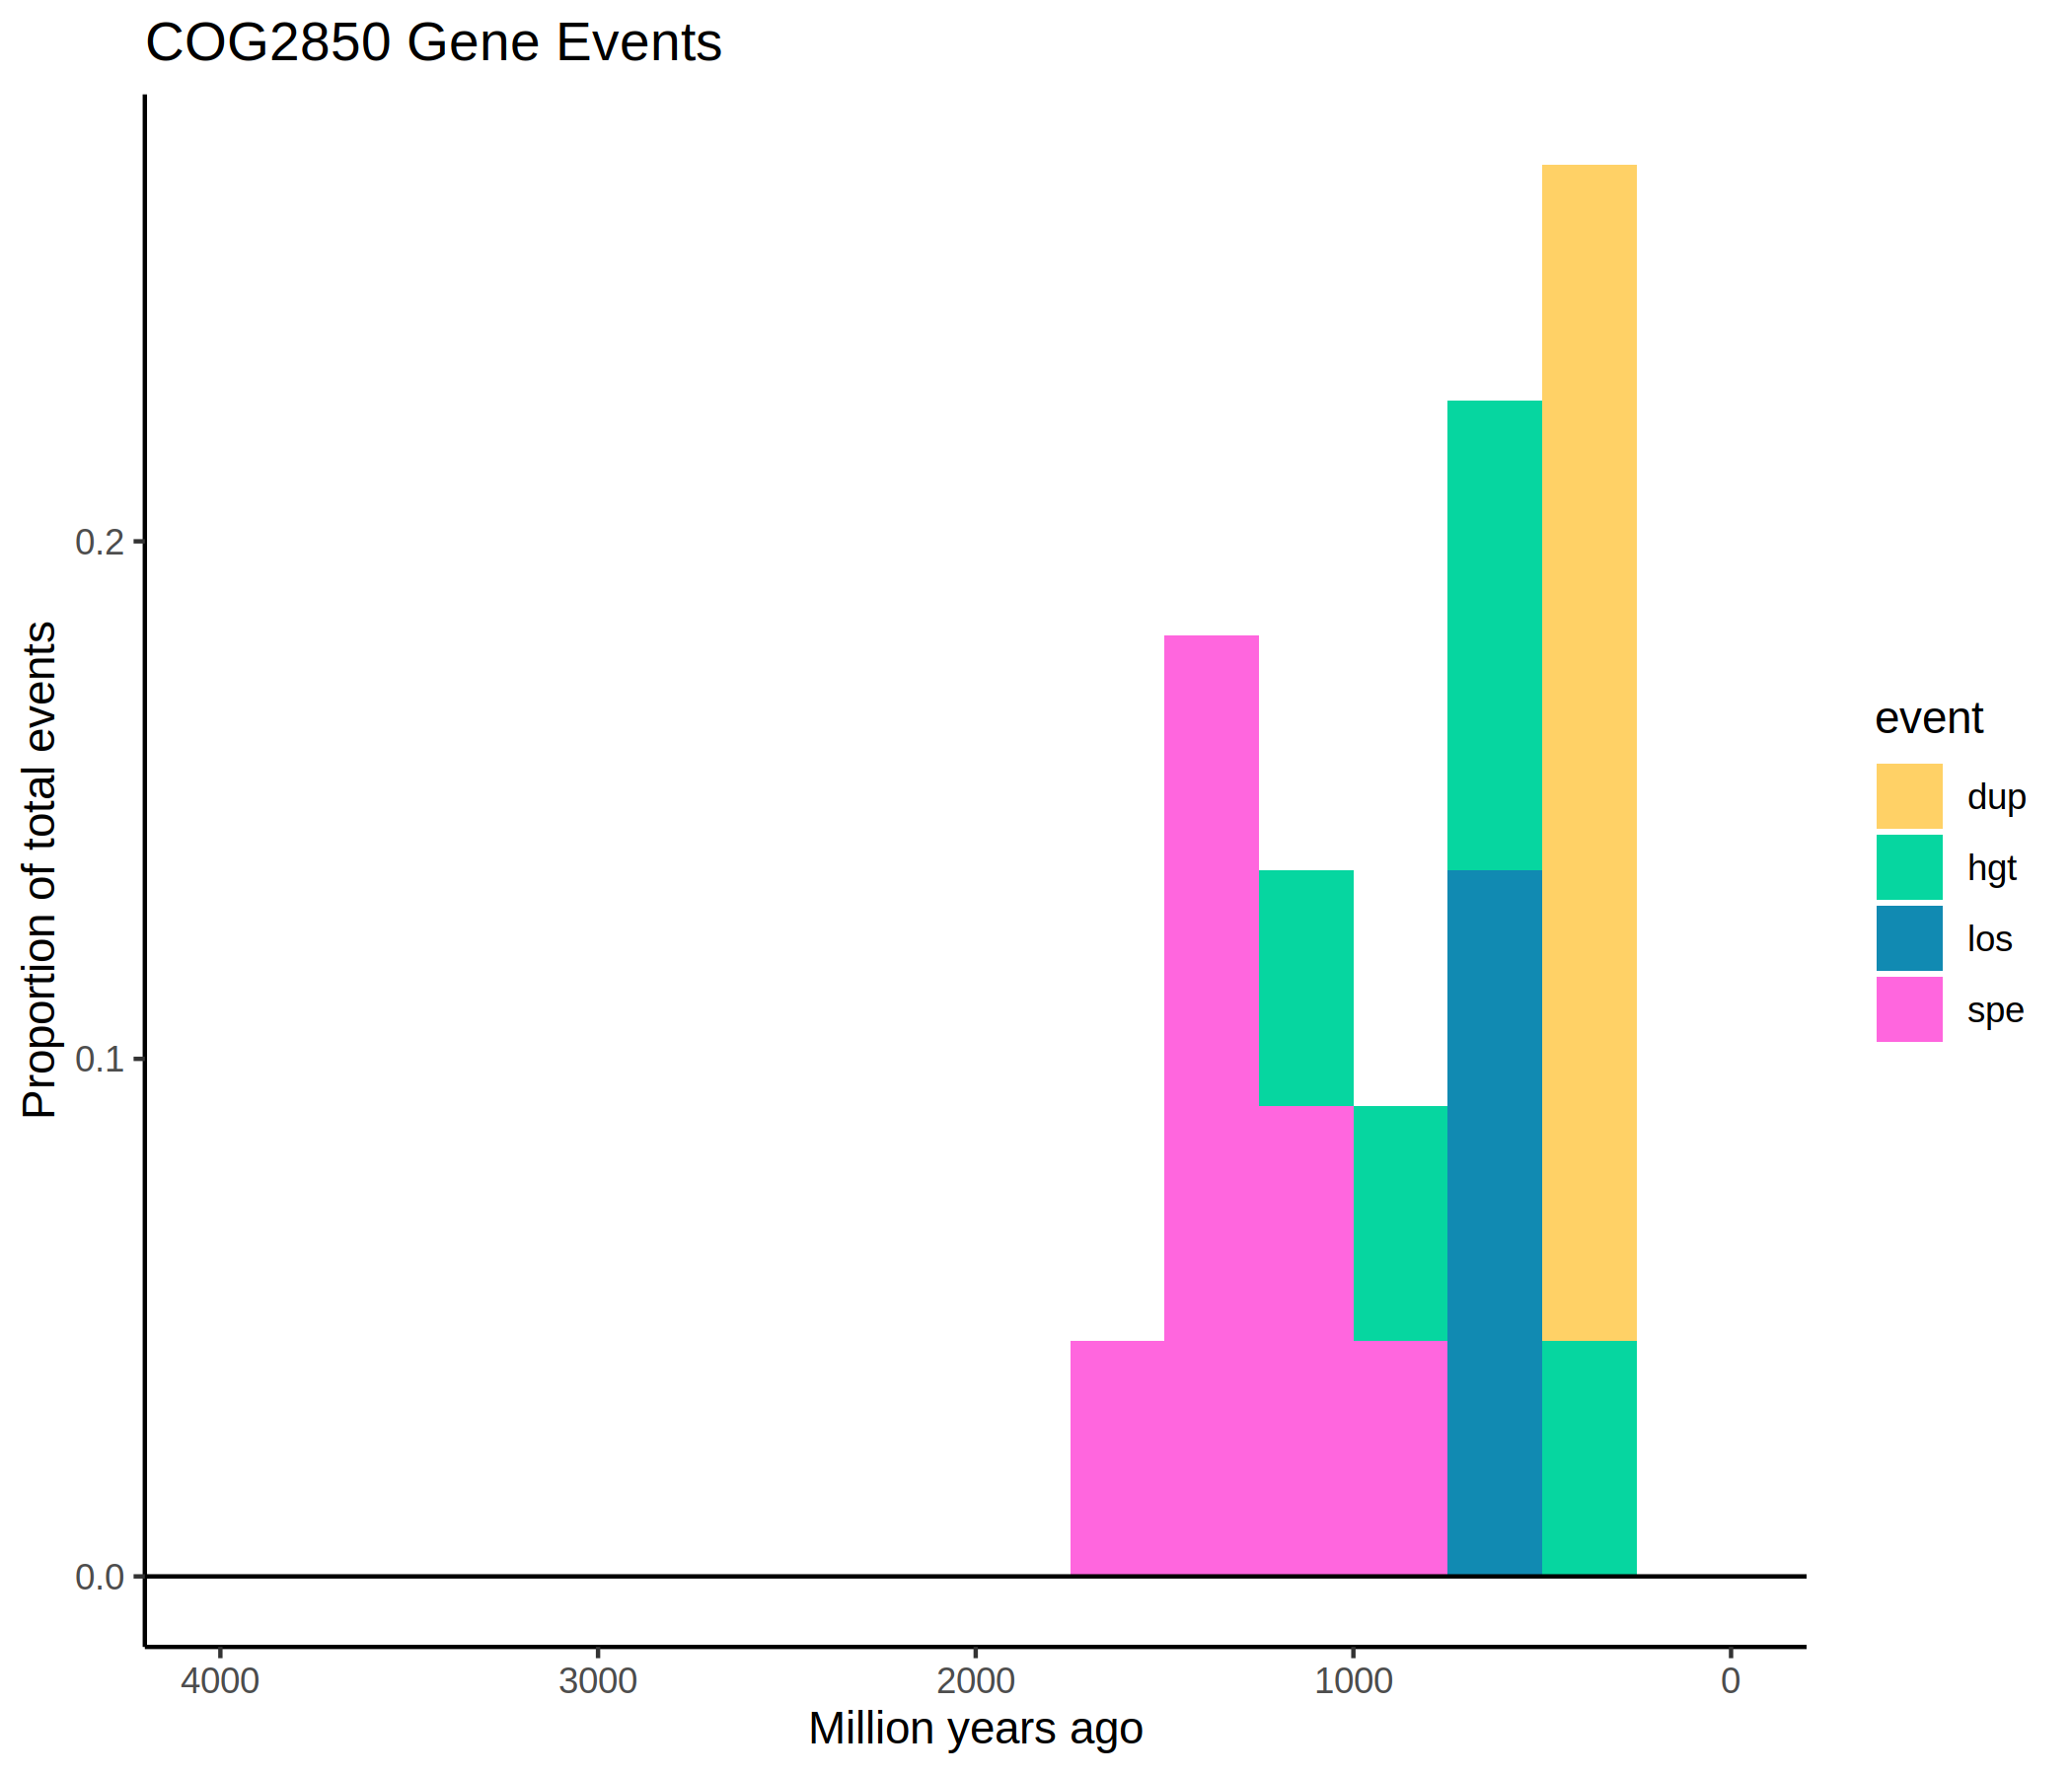 COG2850 Gene Events
Proportion of total events
0.2
0.1
0.0
4000 3000 2000 1000 0
Million years ago
event
dup
hgt
los
spe